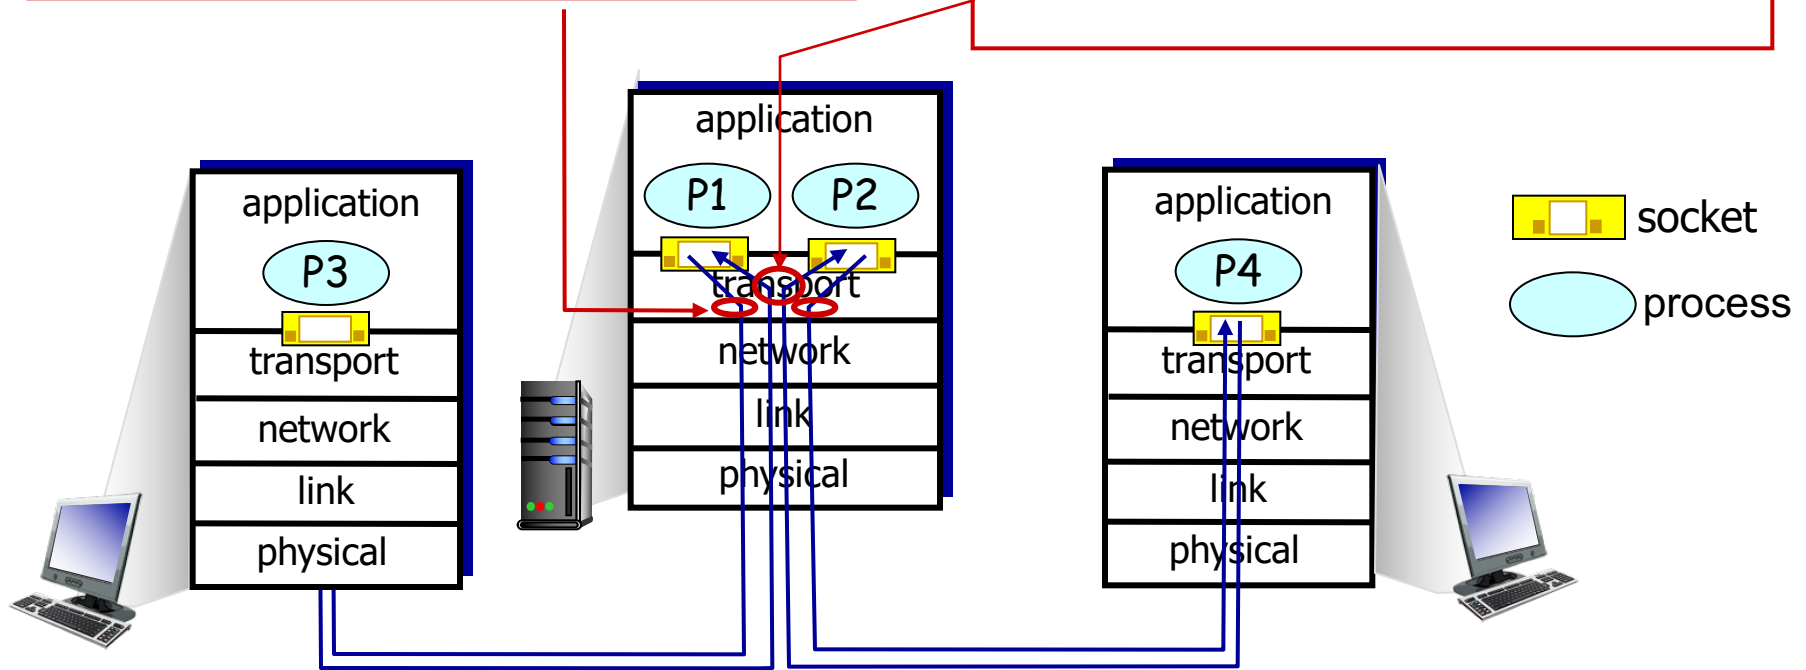 application
P1
P2
transport
network
link
physical
application
P3
transport
network
link
physical
application
P4
transport
network
link
physical
socket
process